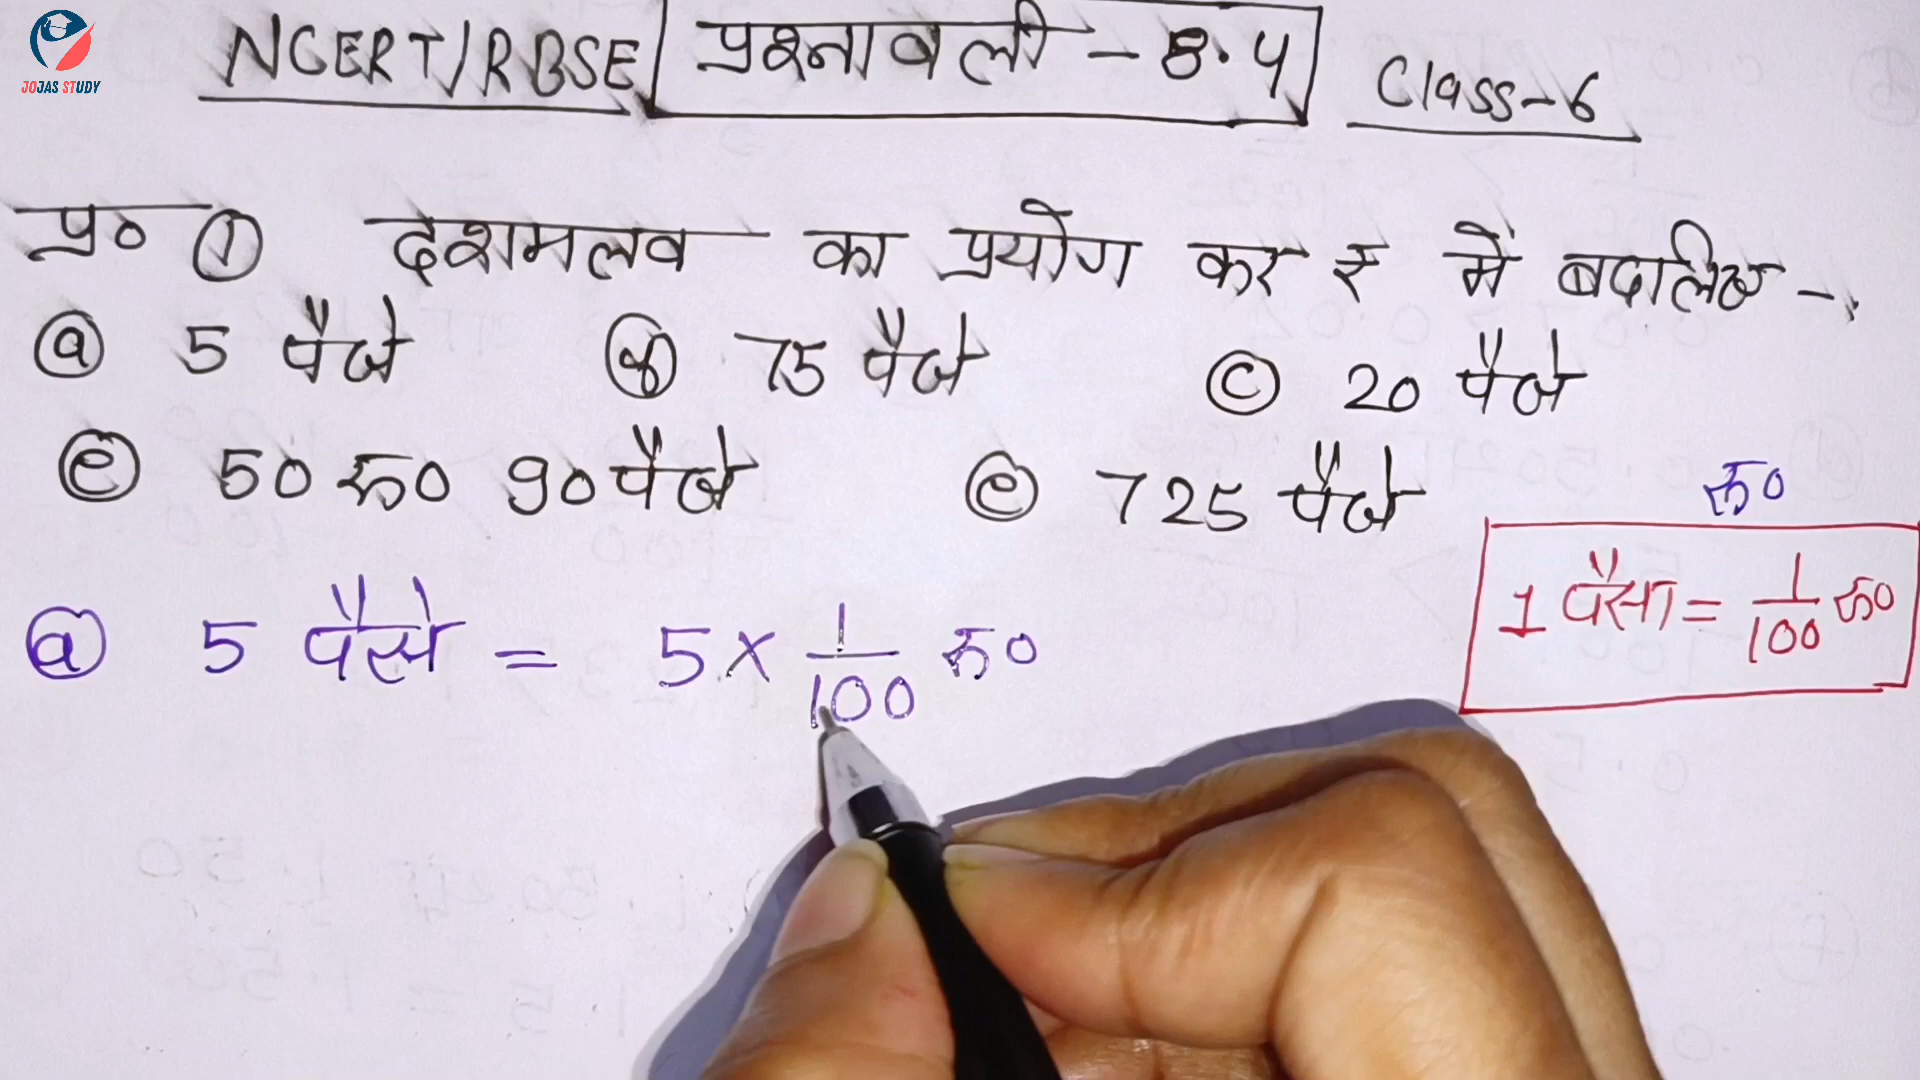 JOJAS STUDY
NCERT/RBSE प्रश्नावली - 8.4 Class-6
प्र० ① दशमलव का प्रयोग कर ₹ में बदलिए -
ⓐ 5 पैसे ⓑ 75 पैसे ⓒ 20 पैसे
ⓔ 50 रु० 90 पैसे ⓔ 725 पैसे
रु०
1 पैसा = 1/100 रु०
ⓐ 5 पैसे = 5 × 1/100 रु०